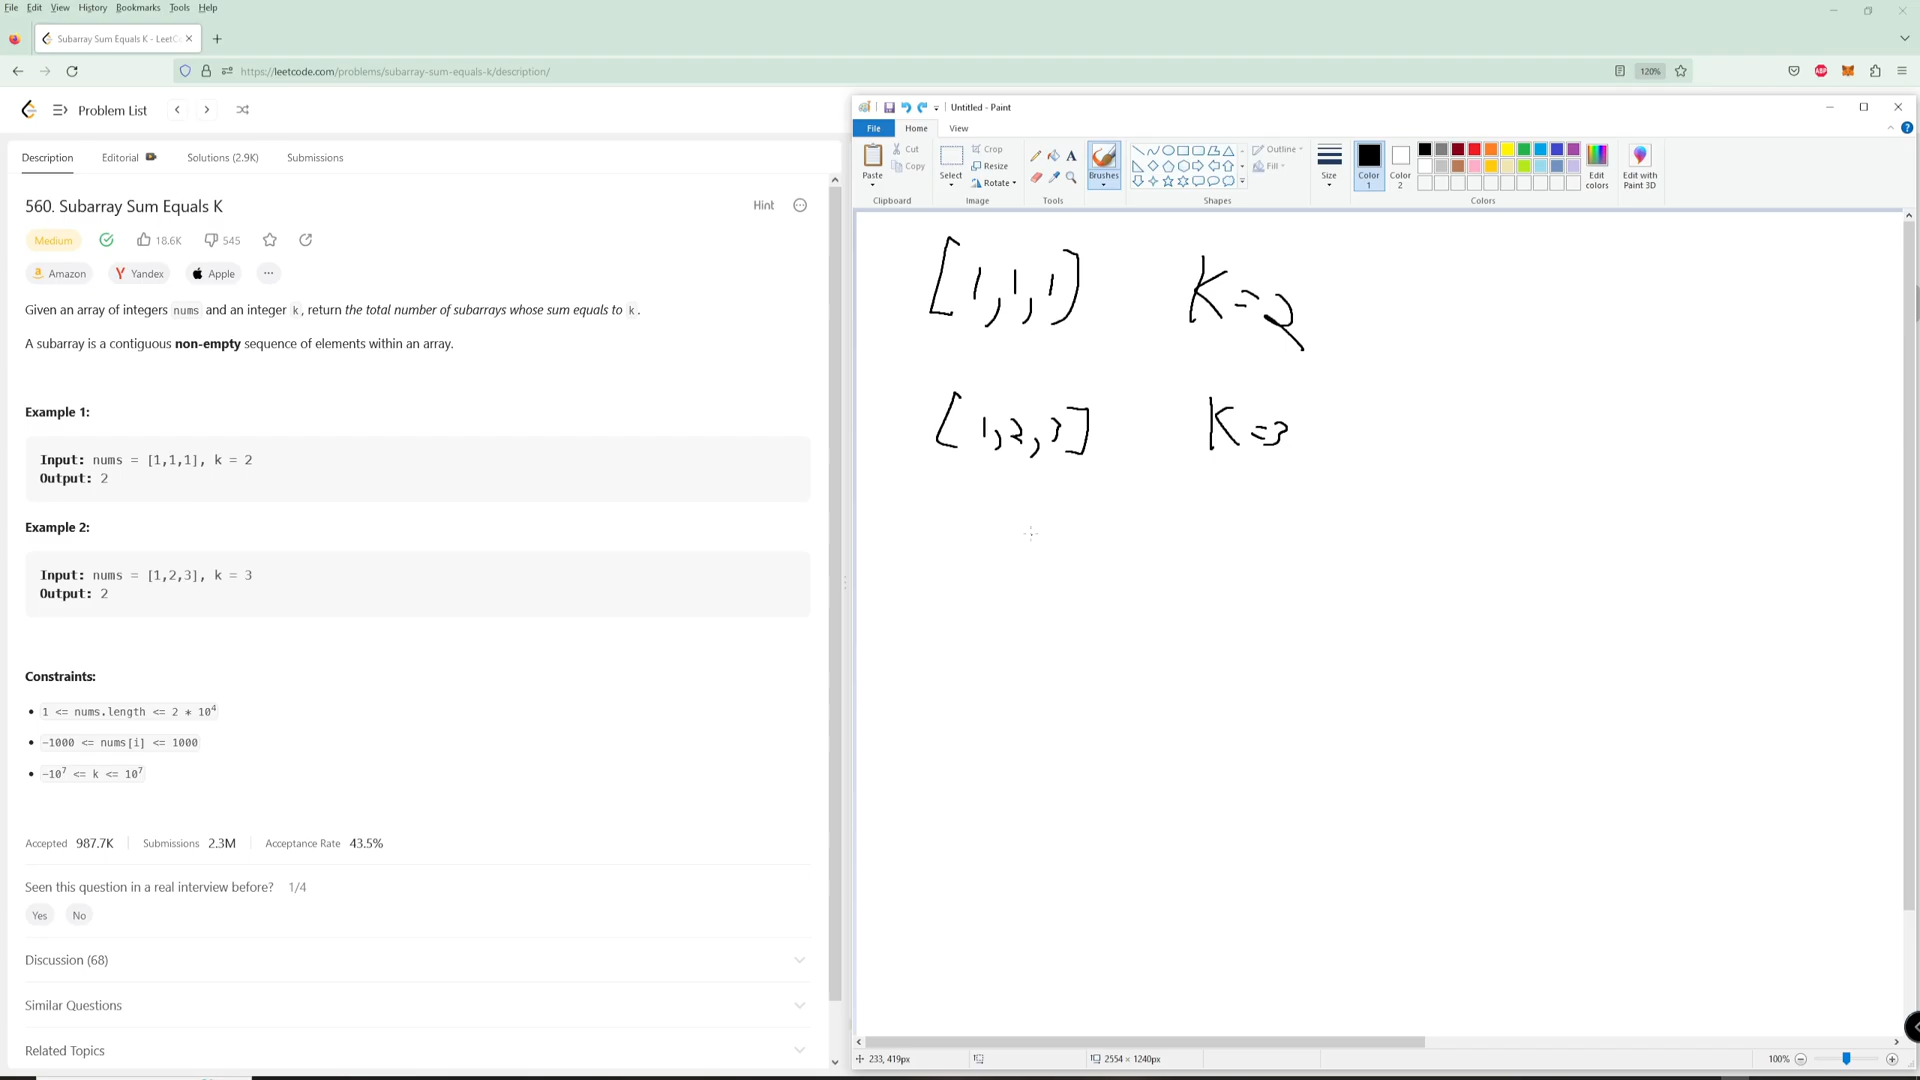 File Edit View History Bookmarks Tools Help
Subarray Sum Equals K - LeetC
https://leetcode.com/problems/subarray-sum-equals-k/description/
120%
ABP
Problem List
Description Editorial Solutions (2.9K) Submissions
560. Subarray Sum Equals K
Hint
Medium 18.6K 545
Amazon Yandex Apple
Given an array of integers nums and an integer k, return the total number of subarrays whose sum equals to k.
A subarray is a contiguous non-empty sequence of elements within an array.
Example 1:
Input: nums = [1,1,1], k = 2
Output: 2
Example 2:
Input: nums = [1,2,3], k = 3
Output: 2
Constraints:
1 <= nums.length <= 2 * 10⁴
-1000 <= nums[i] <= 1000
-10⁷ <= k <= 10⁷
Accepted 987.7K Submissions 2.3M Acceptance Rate 43.5%
Seen this question in a real interview before? 1/4
Yes No
Discussion (68)
Similar Questions
Related Topics
Untitled - Paint
File Home View
Paste Cut Copy
Clipboard
Select Crop Resize Rotate
Image
A
Tools
Brushes
Outline Fill
Shapes
Size
Color 1
Color 2
Edit colors
Colors
Edit with Paint 3D
[1,1,1] K=2
[1,2,3] K=3
233, 419px
2554 × 1240px
100%